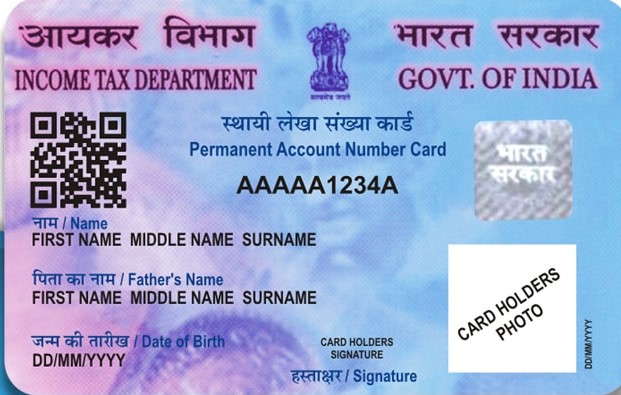 आयकर विभाग
INCOME TAX DEPARTMENT
सत्यमेव जयते
भारत सरकार
GOVT. OF INDIA
स्थायी लेखा संख्या कार्ड
Permanent Account Number Card
AAAAA1234A
भारत
सरकार
नाम / Name
FIRST NAME MIDDLE NAME SURNAME
पिता का नाम / Father's Name
FIRST NAME MIDDLE NAME SURNAME
जन्म की तारीख / Date of Birth
DD/MM/YYYY
CARD HOLDERS
SIGNATURE
हस्ताक्षर / Signature
CARD HOLDERS
PHOTO
DD/MM/YYYY